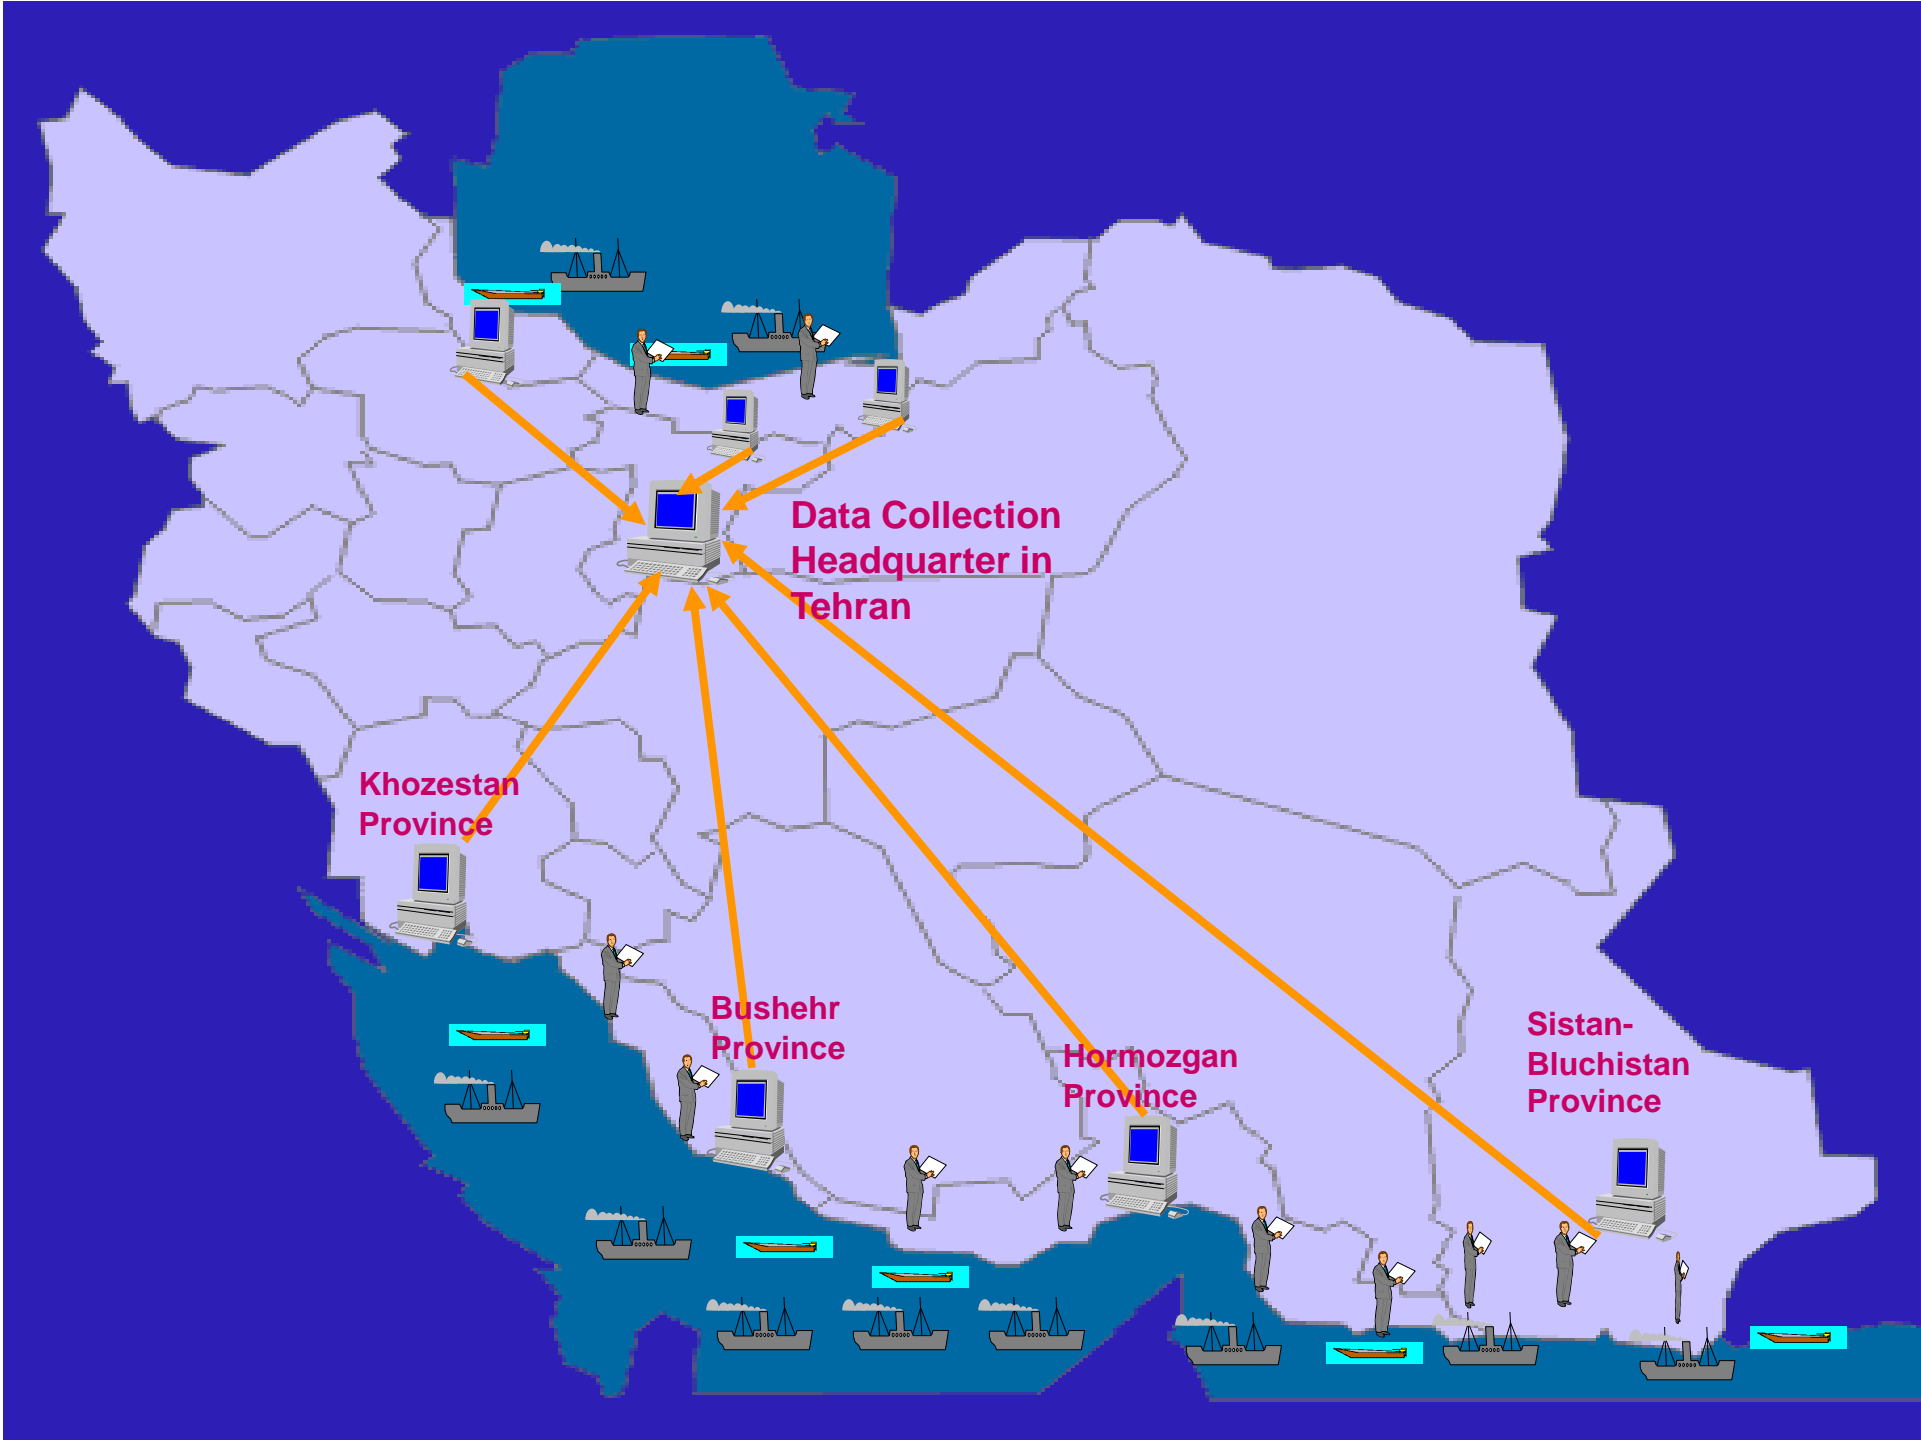 Data Collection
Headquarter in
Tehran
Khozestan
Province
Bushehr
Province
Hormozgan
Province
Sistan-
Bluchistan
Province